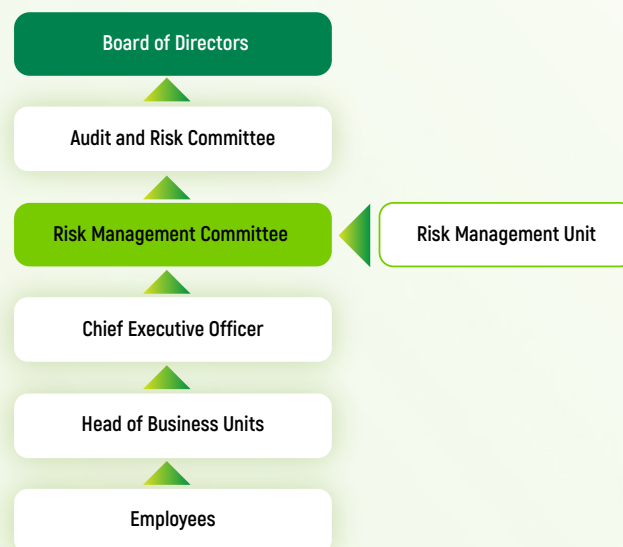 Board of Directors
Audit and Risk Committee
Risk Management Committee
Risk Management Unit
Chief Executive Officer
Head of Business Units
Employees